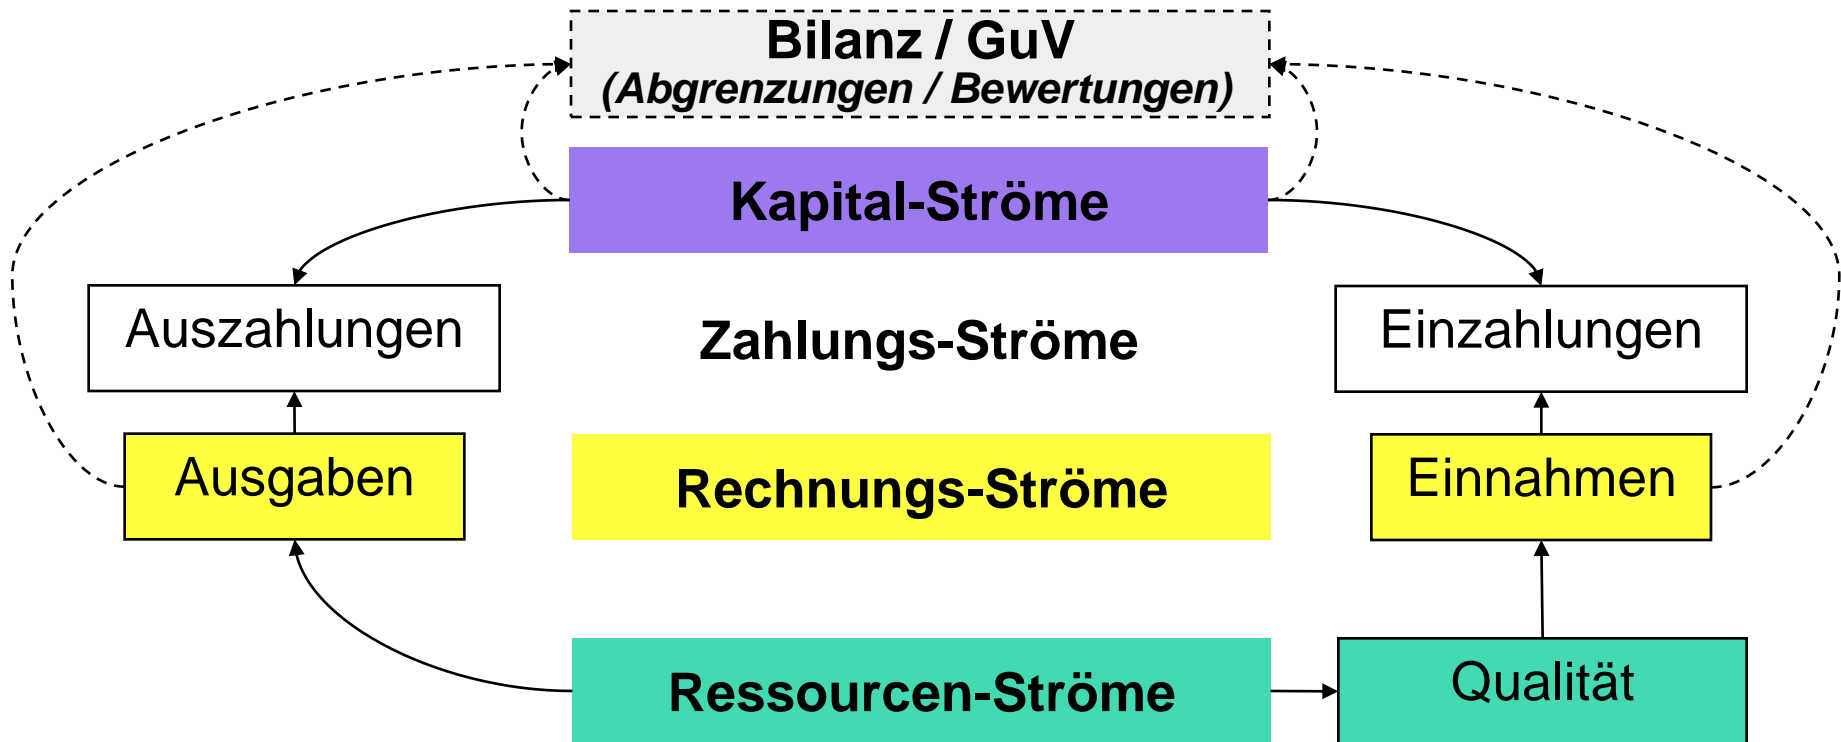 Bilanz / GuV
(Abgrenzungen / Bewertungen)
Kapital-Ströme
Auszahlungen
Zahlungs-Ströme
Einzahlungen
Ausgaben
Rechnungs-Ströme
Einnahmen
Ressourcen-Ströme
Qualität